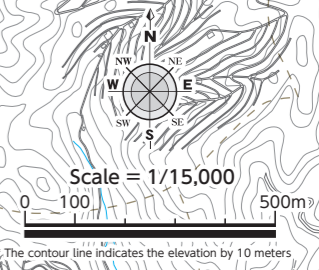 N
NW NE
W E
SW SE
S
Scale = 1/15,000
0 100 500m
The contour line indicates the elevation by 10 meters